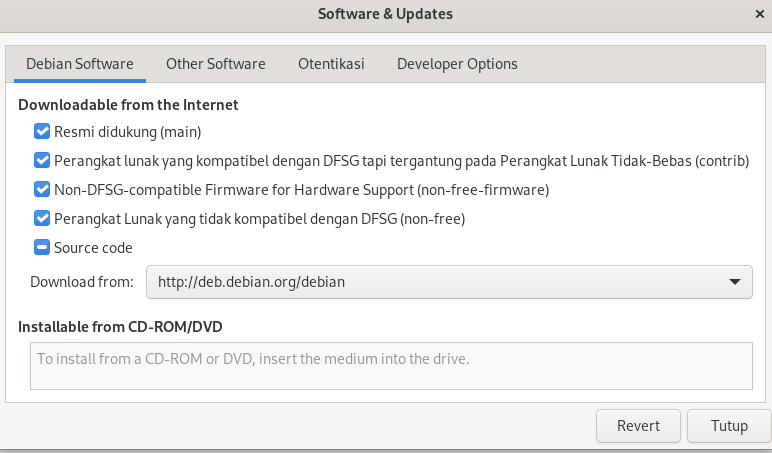 Software & Updates
Debian Software
Other Software
Otentikasi
Developer Options
Downloadable from the Internet
Resmi didukung (main)
Perangkat lunak yang kompatibel dengan DFSG tapi tergantung pada Perangkat Lunak Tidak-Bebas (contrib)
Non-DFSG-compatible Firmware for Hardware Support (non-free-firmware)
Perangkat Lunak yang tidak kompatibel dengan DFSG (non-free)
Source code
Download from: http://deb.debian.org/debian
Installable from CD-ROM/DVD
To install from a CD-ROM or DVD, insert the medium into the drive.
Revert
Tutup